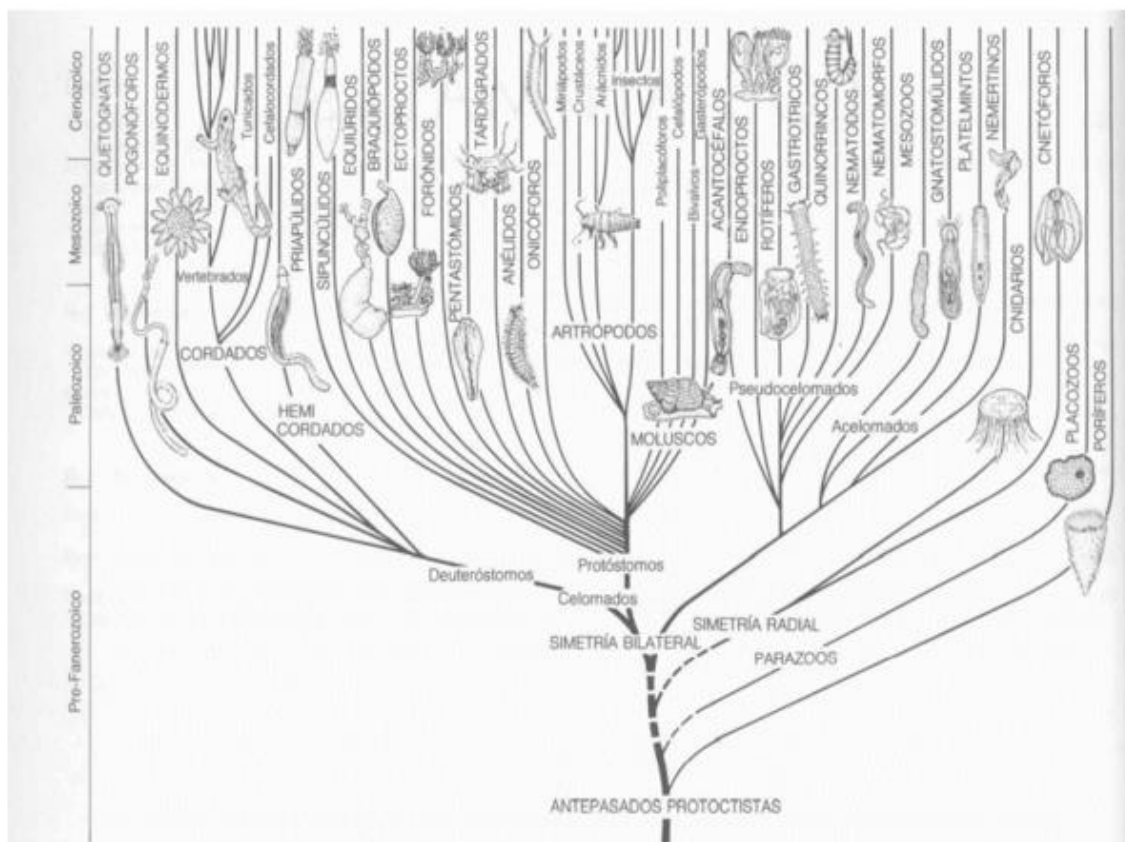 Cenozoico
Mesozoico
Paleozoico
Pre-Fanerozoico
QUETOGNATOS
POGONÓFOROS
EQUINODERMOS
Vertebrados
Tunicados
Cefalocordados
CORDADOS
HEMI
CORDADOS
PRIAPÚLIDOS
SIPUNCÚLIDOS
EQUIURIDOS
BRAQUIÓPODOS
ECTOPROCTOS
FORÓNIDOS
PENTASTÓMIDOS
TARDÍGRADOS
ANÉLIDOS
ONICÓFOROS
Miriápodos
Crustáceos
Arácnidos
Insectos
ARTRÓPODOS
Poliplacóforos
Cefalópodos
Bivalvos
Gasterópodos
MOLUSCOS
ACANTOCÉFALOS
ENDOPROCTOS
ROTÍFEROS
GASTROTRICOS
QUINORRINCOS
NEMATODOS
NEMATOMORFOS
Pseudocelomados
MESOZOOS
GNATOSTOMÚLIDOS
PLATELMINTOS
NEMERTINOS
Acelomados
CNIDARIOS
CNETÓFOROS
PLACOZOOS
PORÍFEROS
Deuteróstomos
Protóstomos
Celomados
SIMETRÍA BILATERAL
SIMETRÍA RADIAL
PARAZOOS
ANTEPASADOS PROTOCTISTAS